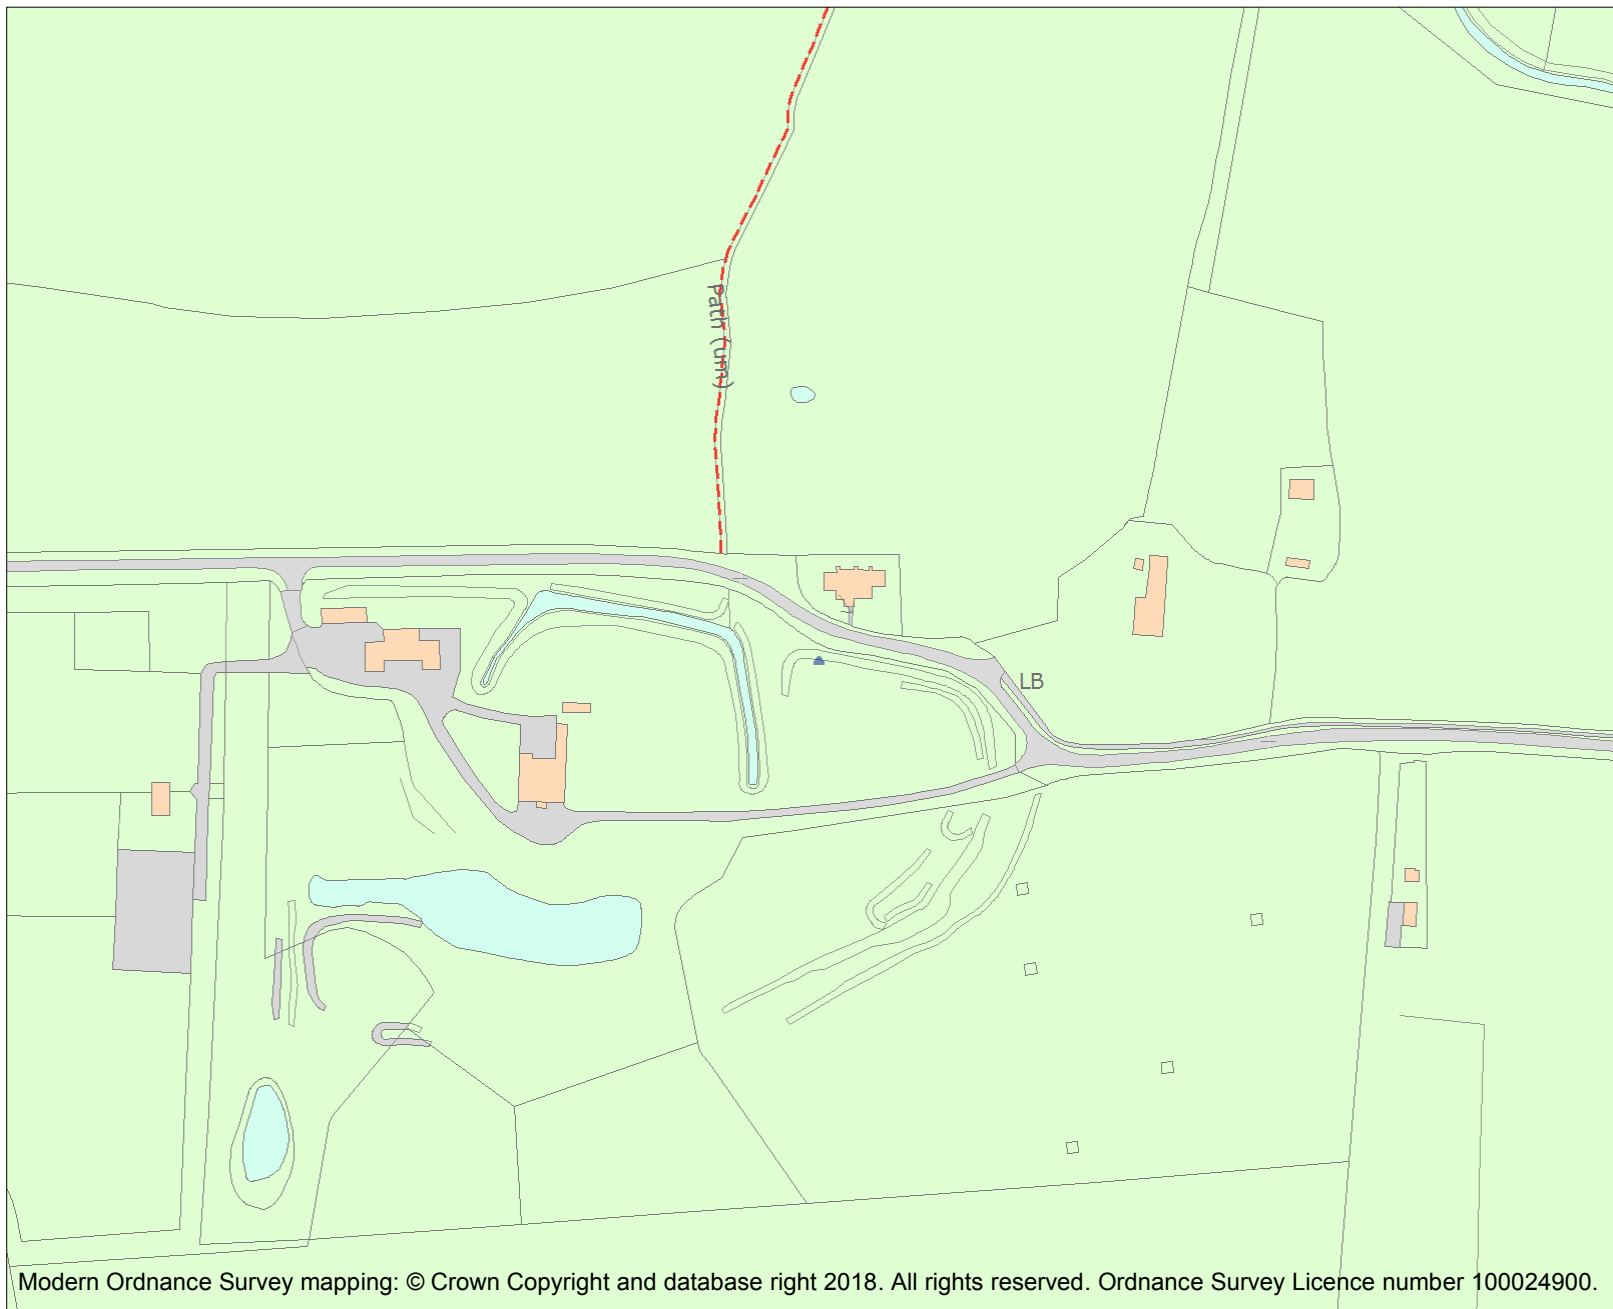 Path (um)
LB
Modern Ordnance Survey mapping: © Crown Copyright and database right 2018. All rights reserved. Ordnance Survey Licence number 100024900.